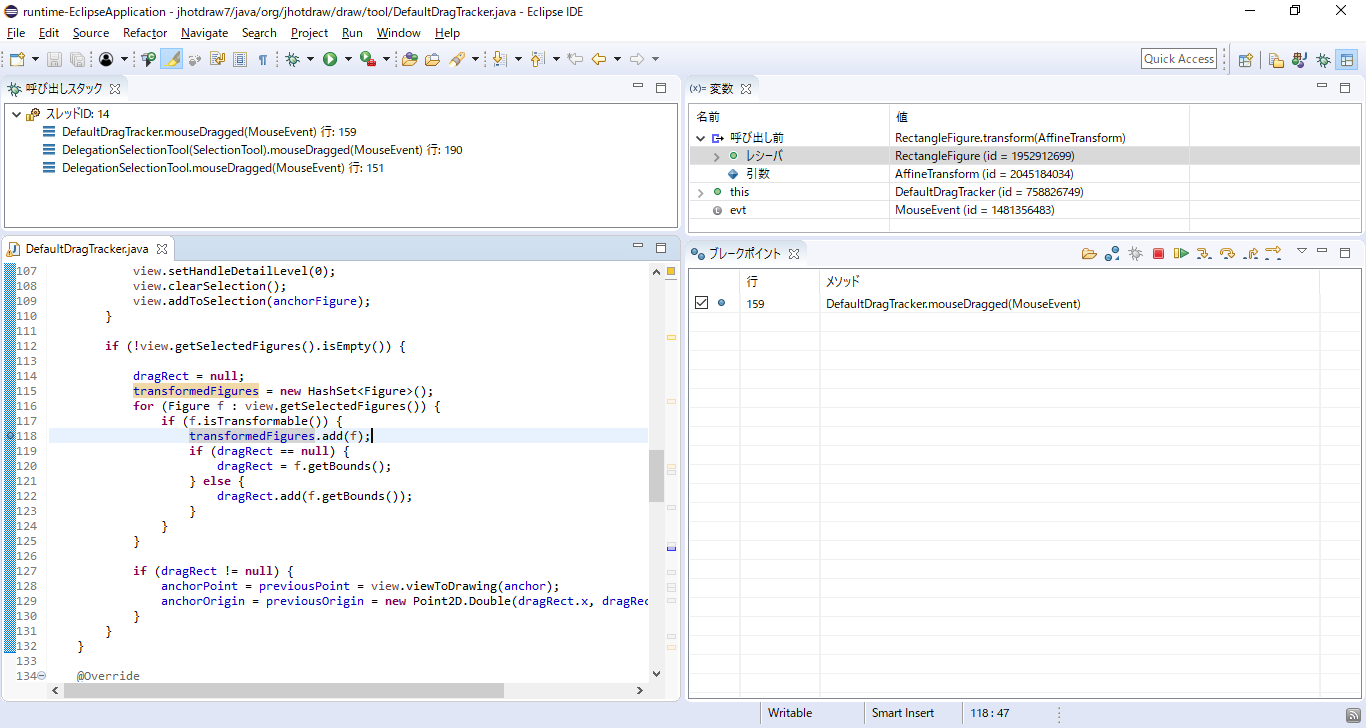 runtime-EclipseApplication - jhotdraw7/java/org/jhotdraw/draw/tool/DefaultDragTracker.java - Eclipse IDE
File Edit Source Refactor Navigate Search Project Run Window Help
Quick Access
呼び出しスタック
スレッドID: 14
DefaultDragTracker.mouseDragged(MouseEvent) 行: 159
DelegationSelectionTool(SelectionTool).mouseDragged(MouseEvent) 行: 190
DelegationSelectionTool.mouseDragged(MouseEvent) 行: 151
(x)= 変数
名前 値
呼び出し前 RectangleFigure.transform(AffineTransform)
レシーバ RectangleFigure (id = 1952912699)
引数 AffineTransform (id = 2045184034)
this DefaultDragTracker (id = 758826749)
evt MouseEvent (id = 1481356483)
DefaultDragTracker.java
107 view.setHandleDetailLevel(0);
108 view.clearSelection();
109 view.addToSelection(anchorFigure);
110 }
111
112 if (!view.getSelectedFigures().isEmpty()) {
113
114 dragRect = null;
115 transformedFigures = new HashSet<Figure>();
116 for (Figure f : view.getSelectedFigures()) {
117 if (f.isTransformable()) {
118 transformedFigures.add(f);
119 if (dragRect == null) {
120 dragRect = f.getBounds();
121 } else {
122 dragRect.add(f.getBounds());
123 }
124 }
125 }
126
127 if (dragRect != null) {
128 anchorPoint = previousPoint = view.viewToDrawing(anchor);
129 anchorOrigin = previousOrigin = new Point2D.Double(dragRect.x, dragRec
130 }
131 }
132 }
133
134 @Override
ブレークポイント
行 メソッド
159 DefaultDragTracker.mouseDragged(MouseEvent)
Writable Smart Insert 118 : 47